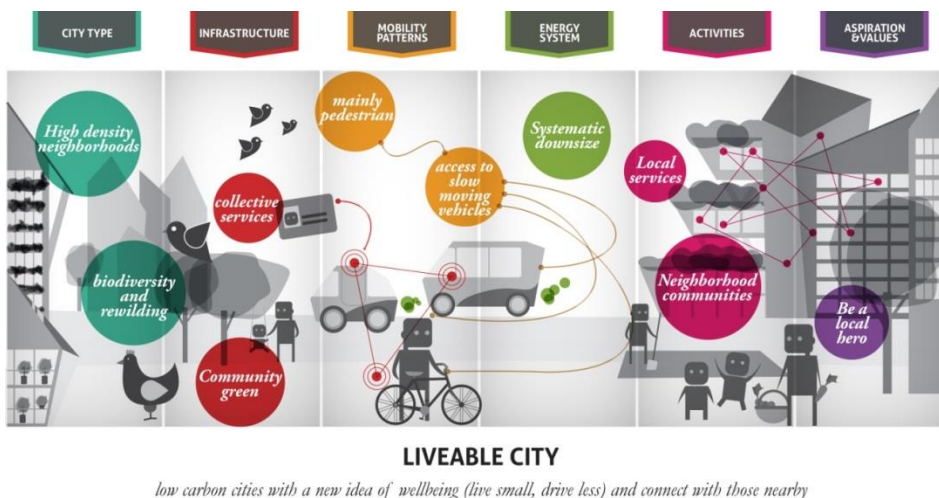 CITY TYPE
INFRASTRUCTURE
MOBILITY
PATTERNS
ENERGY
SYSTEM
ACTIVITIES
ASPIRATION
&VALUES
High density
neighborhoods
biodiversity
and
rewilding
collective
services
Community
green
mainly
pedestrian
access to
slow
moving
vehicles
Systematic
downsize
Local
services
Neighborhood
communities
Be a
local
hero
LIVEABLE CITY
low carbon cities with a new idea of wellbeing (live small, drive less) and connect with those nearby